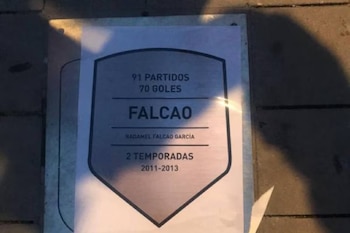 91 PARTIDOS
70 GOLES
FALCAO
RADAMEL FALCAO GARCÍA
2 TEMPORADAS
2011-2013